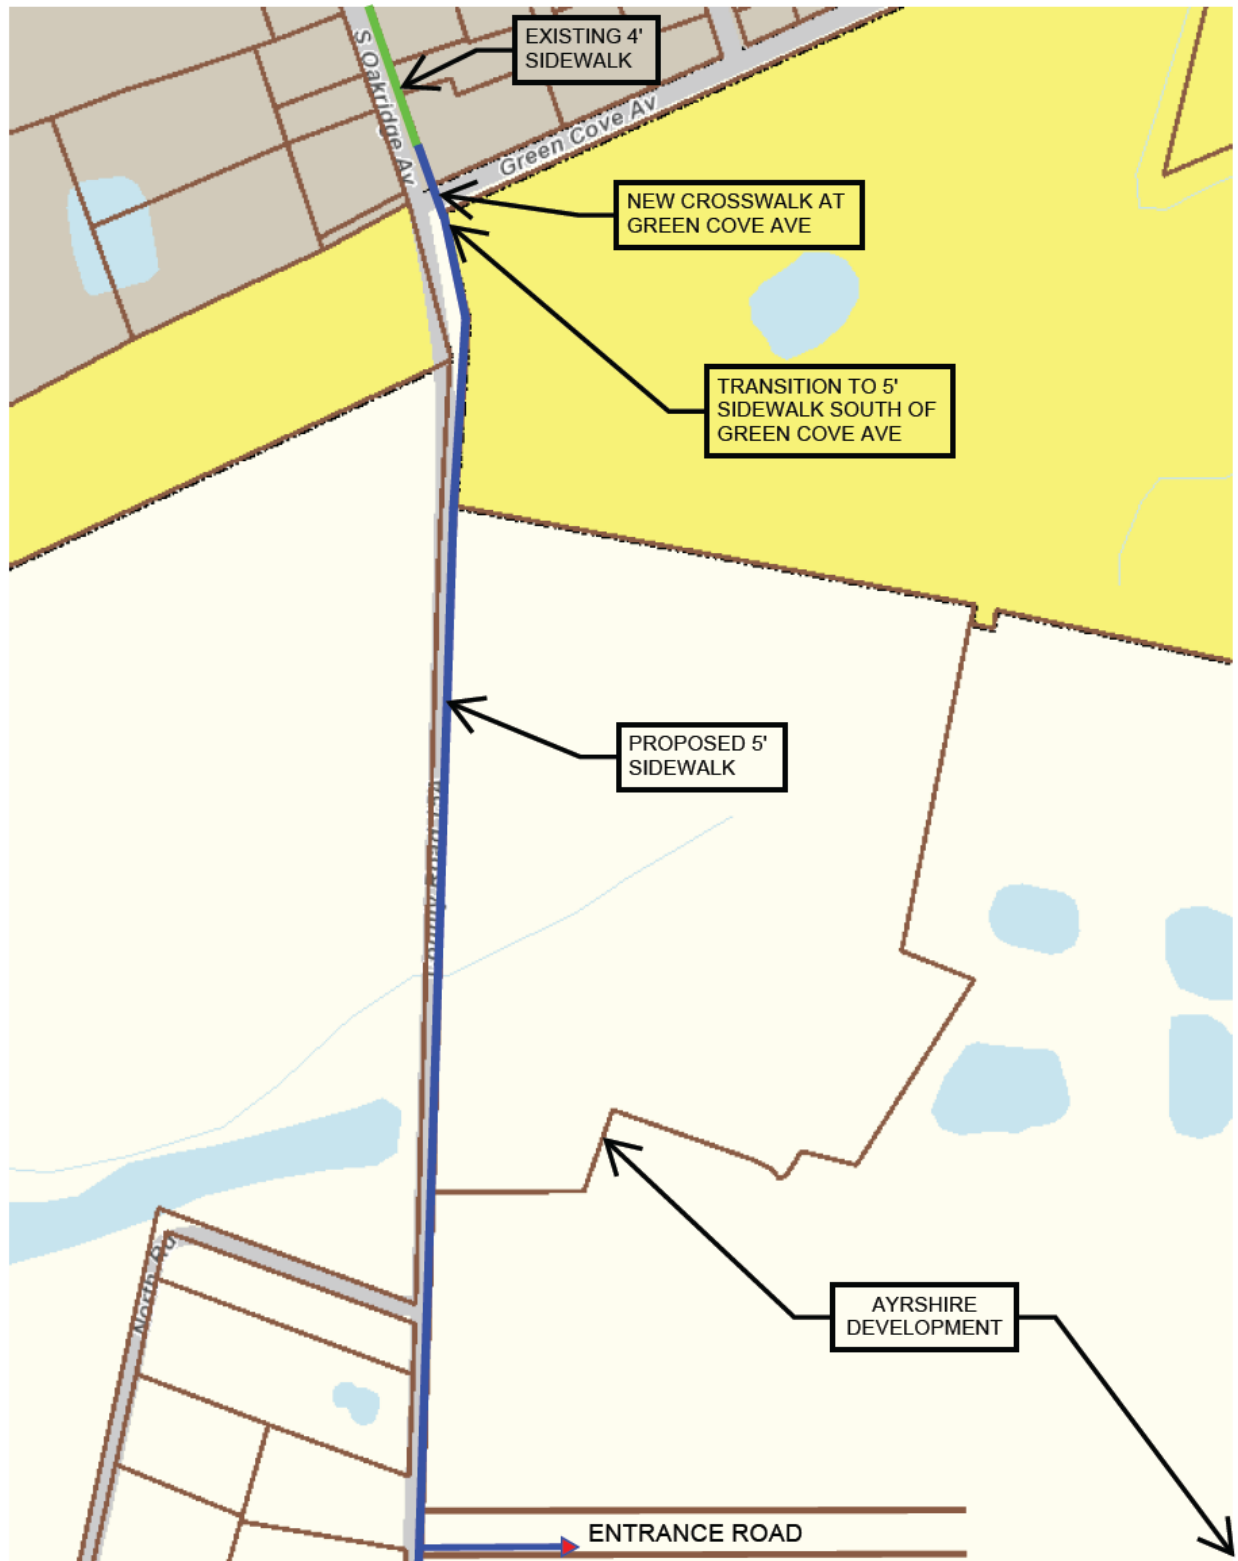 EXISTING 4'
SIDEWALK
S Oakridge Av
Green Cove Av
NEW CROSSWALK AT
GREEN COVE AVE
TRANSITION TO 5'
SIDEWALK SOUTH OF
GREEN COVE AVE
PROPOSED 5'
SIDEWALK
North Rd
AYRSHIRE
DEVELOPMENT
ENTRANCE ROAD